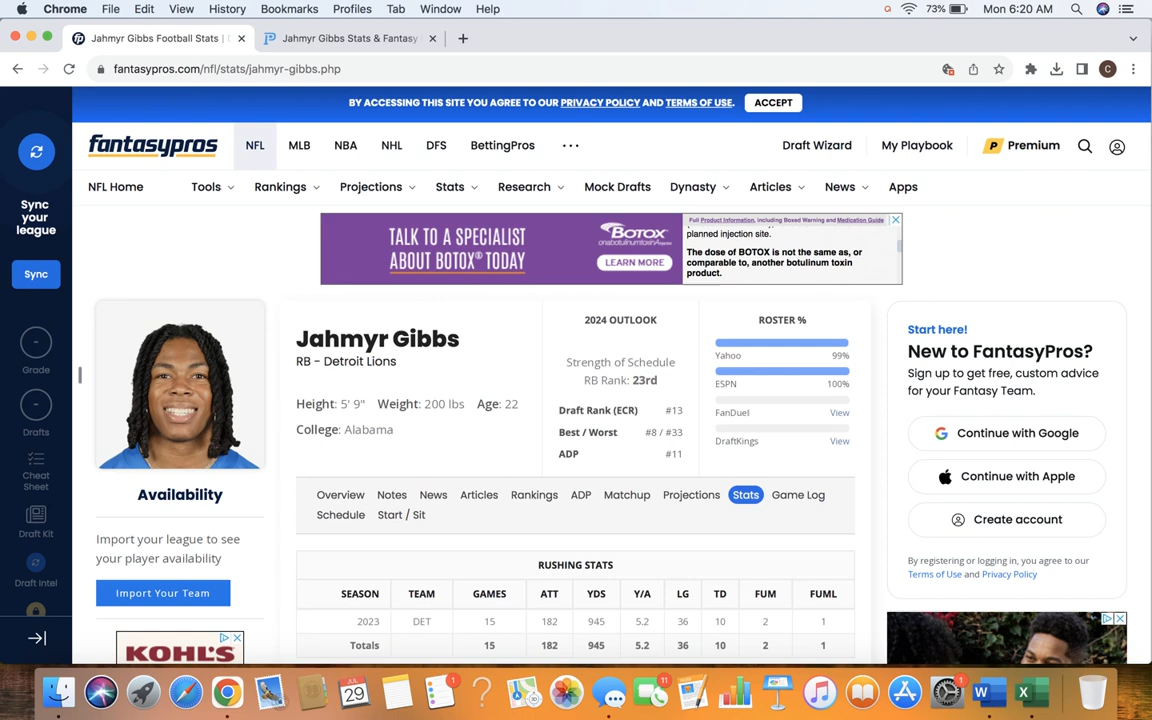 Chrome File Edit View History Bookmarks Profiles Tab Window Help 73% Mon 6:20 AM
Jahmyr Gibbs Football Stats | Jahmyr Gibbs Stats & Fantasy
fantasypros.com/nfl/stats/jahmyr-gibbs.php C
BY ACCESSING THIS SITE YOU AGREE TO OUR PRIVACY POLICY AND TERMS OF USE. ACCEPT
fantasypros NFL MLB NBA NHL DFS BettingPros ... Draft Wizard My Playbook P Premium
NFL Home Tools Rankings Projections Stats Research Mock Drafts Dynasty Articles News Apps
Sync your league
Sync
Grade
Drafts
Cheat Sheet
Draft Kit
Draft Intel
TALK TO A SPECIALIST
ABOUT BOTOX® TODAY
BOTOX
onabotulinumtoxinA
LEARN MORE
Full Product Information, including Boxed Warning and Medication Guide
planned injection site.
The dose of BOTOX is not the same as, or
comparable to, another botulinum toxin
product.
Availability
Import your league to see
your player availability
Import Your Team
KOHL'S
Jahmyr Gibbs
RB - Detroit Lions
Height: 5' 9" Weight: 200 lbs Age: 22
College: Alabama
2024 OUTLOOK
Strength of Schedule
RB Rank: 23rd
Draft Rank (ECR) #13
Best / Worst #8 / #33
ADP #11
ROSTER %
Yahoo 99%
ESPN 100%
FanDuel View
DraftKings View
Overview Notes News Articles Rankings ADP Matchup Projections Stats Game Log
Schedule Start / Sit
RUSHING STATS
SEASON TEAM GAMES ATT YDS Y/A LG TD FUM FUML
2023 DET 15 182 945 5.2 36 10 2 1
Totals 15 182 945 5.2 36 10 2 1
Start here!
New to FantasyPros?
Sign up to get free, custom advice
for your Fantasy Team.
Continue with Google
Continue with Apple
Create account
By registering or logging in, you agree to our
Terms of Use and Privacy Policy
JUL 29 1 11 1 W X